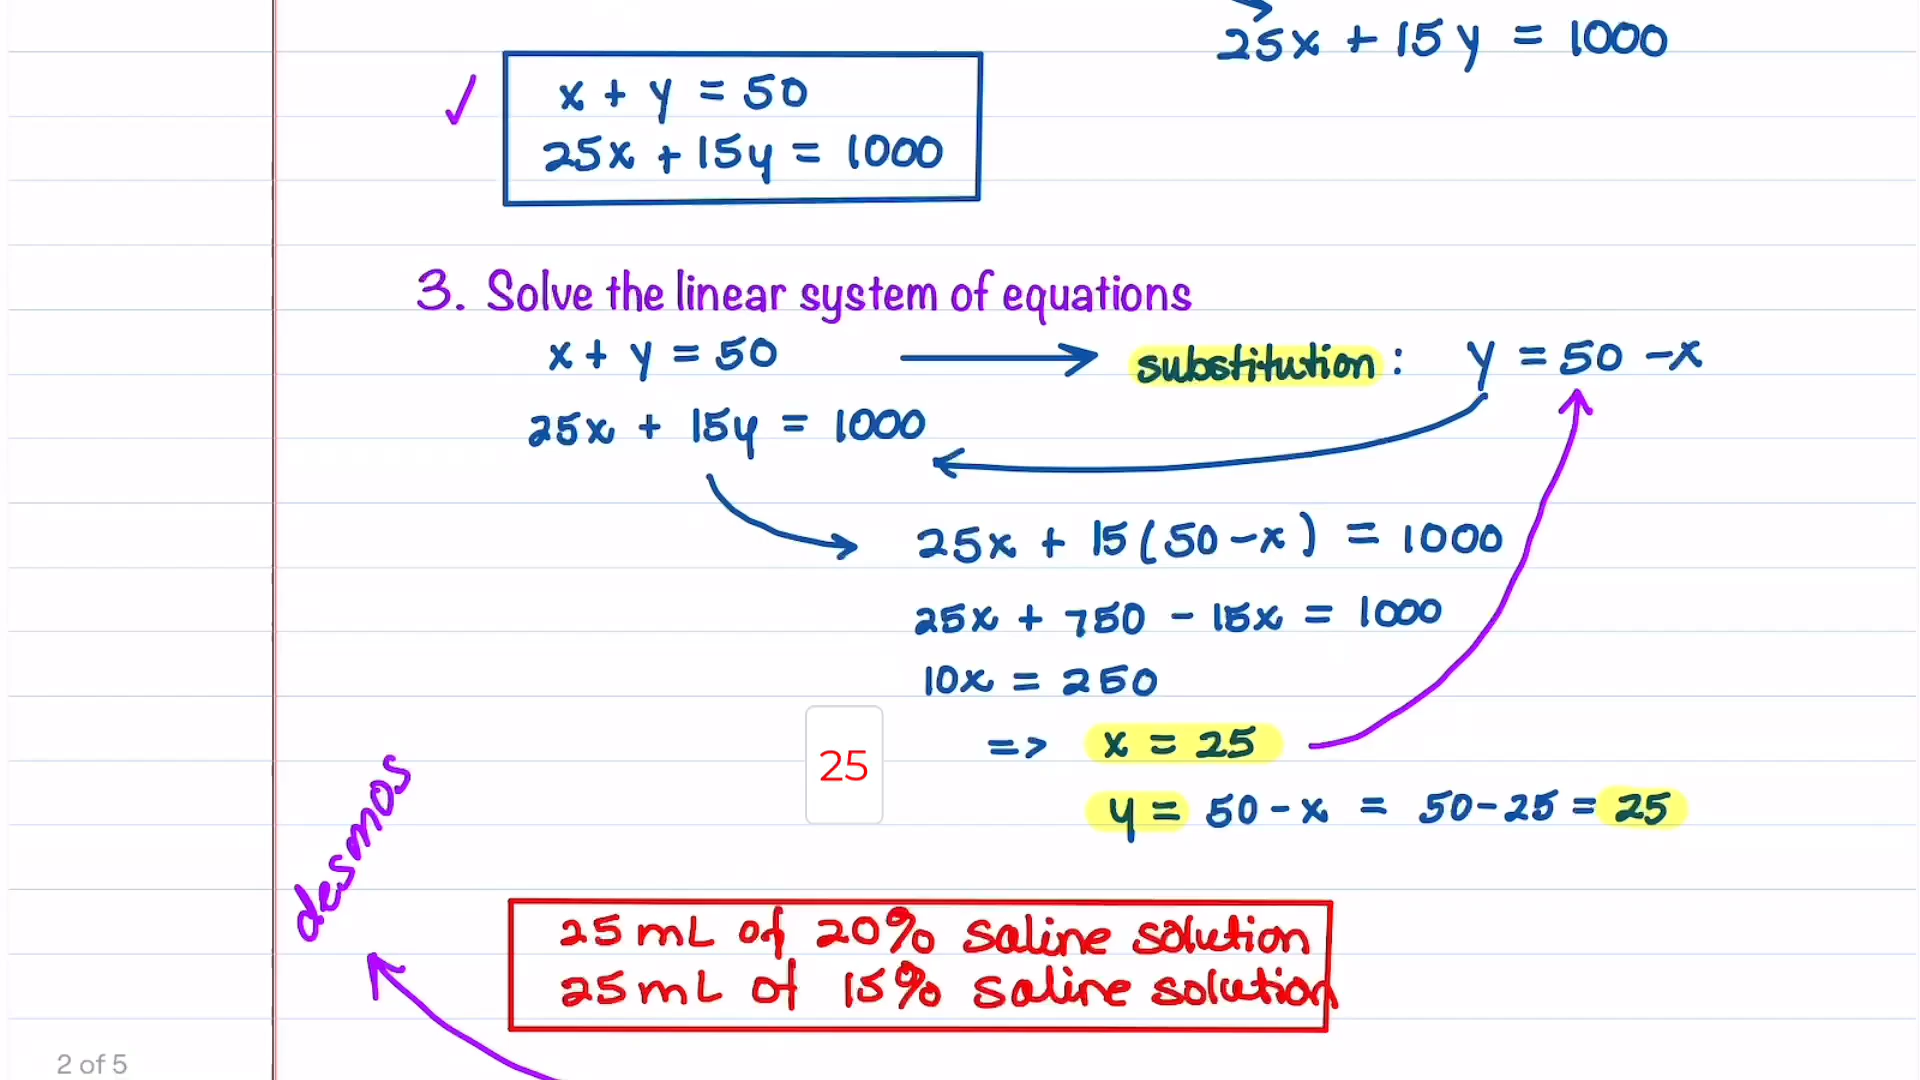 25x + 15y = 1000
✓
x + y = 50
25x + 15y = 1000
3. Solve the linear system of equations
x + y = 50 → substitution : y = 50 - x
25x + 15y = 1000
25x + 15(50 - x) = 1000
25x + 750 - 15x = 1000
10x = 250
=> x = 25
25
y = 50 - x = 50 - 25 = 25
desmos
25 mL of 20% saline solution
25 mL of 15% saline solution
2 of 5